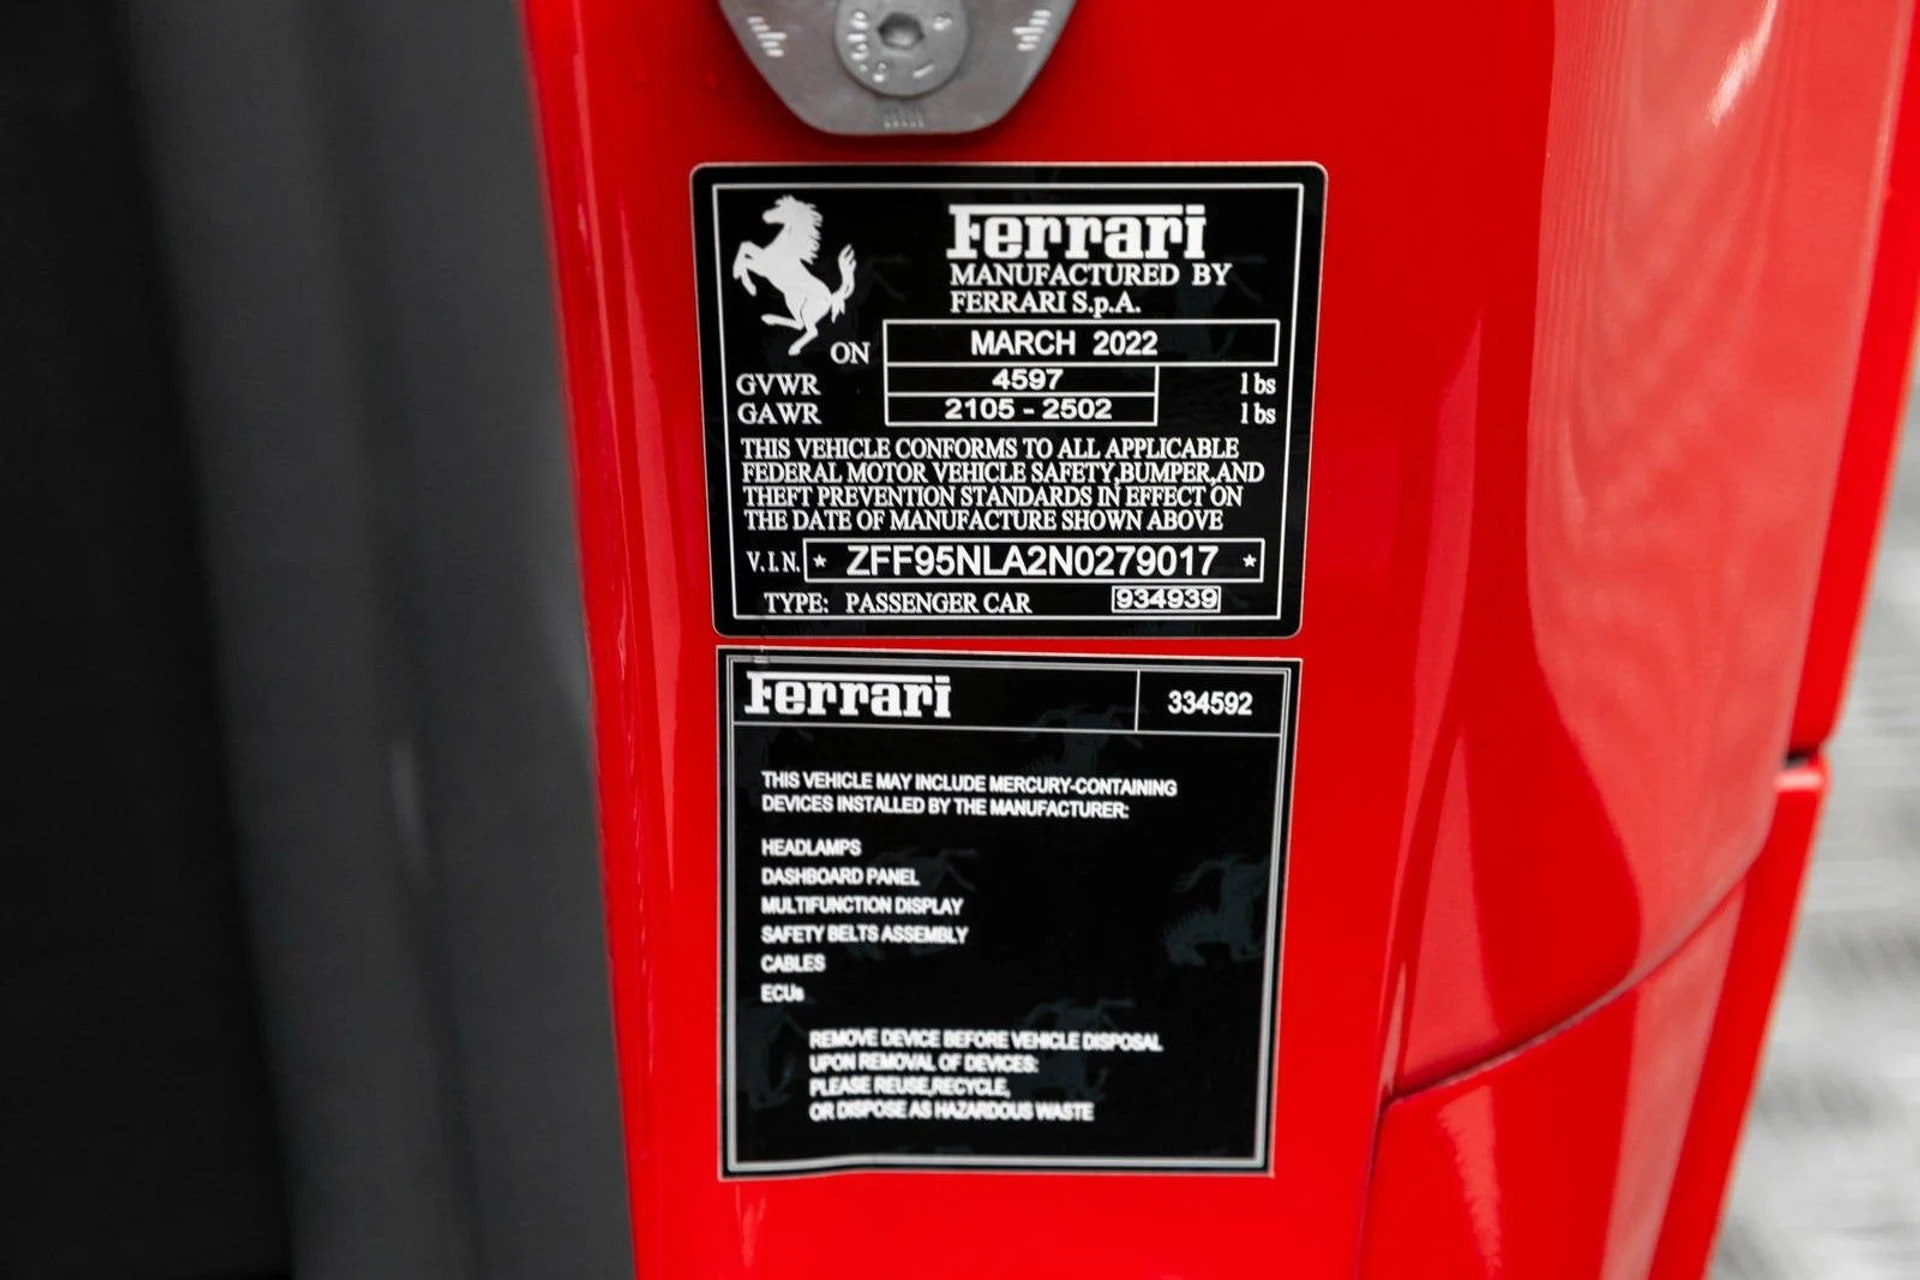 Ferrari
MANUFACTURED BY
FERRARI S.p.A.
ON MARCH 2022
GVWR 4597 lbs
GAWR 2105 - 2502 lbs
THIS VEHICLE CONFORMS TO ALL APPLICABLE
FEDERAL MOTOR VEHICLE SAFETY,BUMPER,AND
THEFT PREVENTION STANDARDS IN EFFECT ON
THE DATE OF MANUFACTURE SHOWN ABOVE
V.I.N. * ZFF95NLA2N0279017 *
TYPE: PASSENGER CAR 934939
Ferrari 334592
THIS VEHICLE MAY INCLUDE MERCURY-CONTAINING
DEVICES INSTALLED BY THE MANUFACTURER:
HEADLAMPS
DASHBOARD PANEL
MULTIFUNCTION DISPLAY
SAFETY BELTS ASSEMBLY
CABLES
ECUs
REMOVE DEVICE BEFORE VEHICLE DISPOSAL
UPON REMOVAL OF DEVICES:
PLEASE REUSE,RECYCLE,
OR DISPOSE AS HAZARDOUS WASTE